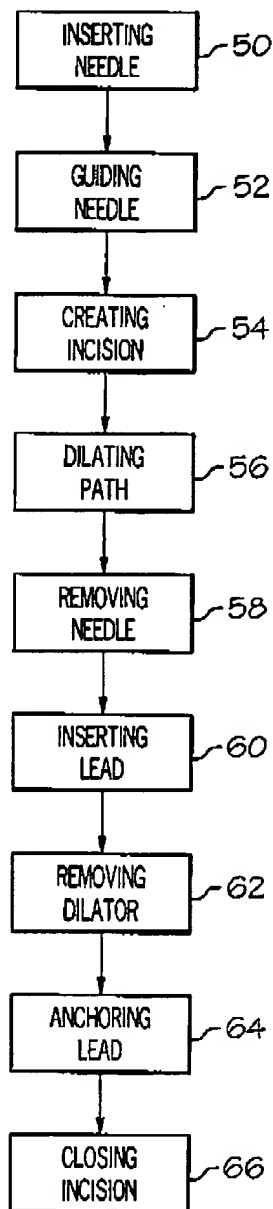 INSERTING
NEEDLE
50
GUIDING
NEEDLE
52
CREATING
INCISION
54
DILATING
PATH
56
REMOVING
NEEDLE
58
INSERTING
LEAD
60
REMOVING
DILATOR
62
ANCHORING
LEAD
64
CLOSING
INCISION
66